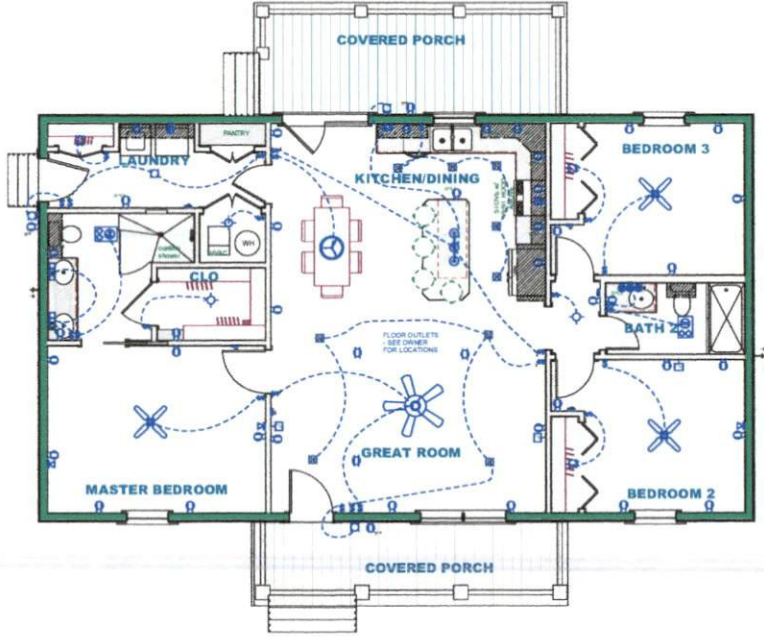 COVERED PORCH
PANTRY
LAUNDRY
BEDROOM 3
KITCHEN/DINING
WH
CLO
BATH 2
FLOOR OUTLETS
- SEE OWNER
FOR LOCATIONS
GREAT ROOM
MASTER BEDROOM
BEDROOM 2
COVERED PORCH